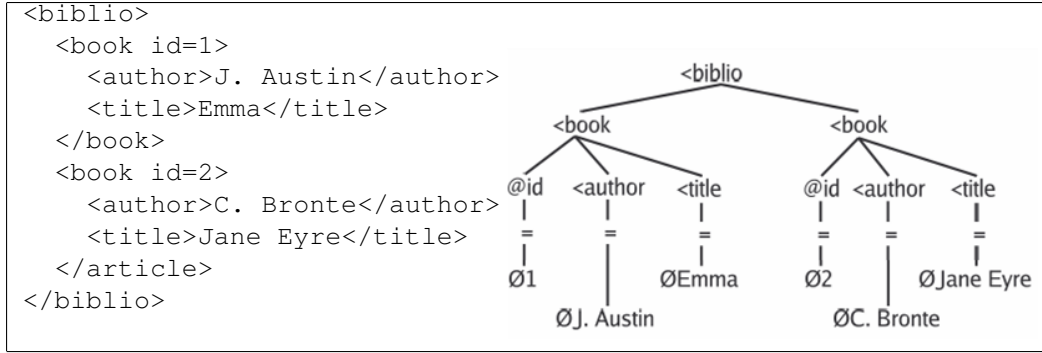 <biblio>
<book id=1>
<author>J. Austin</author>
<title>Emma</title>
</book>
<book id=2>
<author>C. Bronte</author>
<title>Jane Eyre</title>
</article>
</biblio>
<biblio
<book <book
@id <author <title @id <author <title
= = = = = =
Ø1 ØEmma Ø2 ØJane Eyre
ØJ. Austin ØC. Bronte